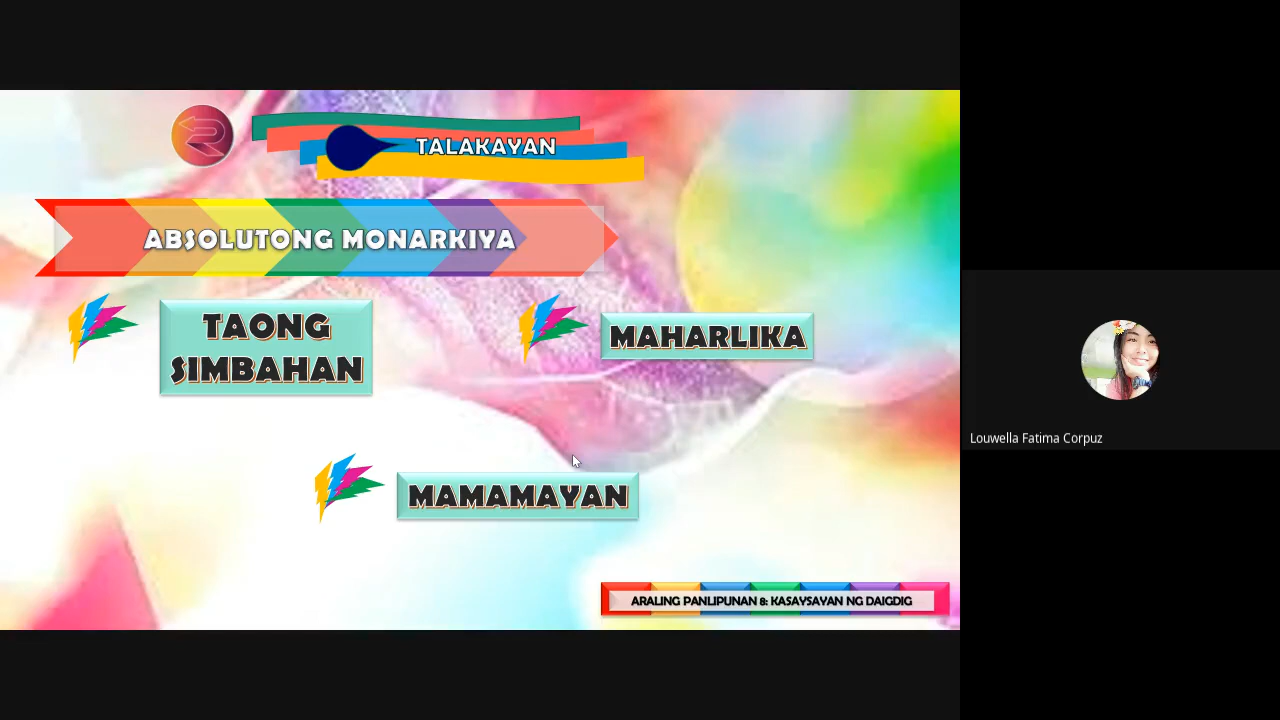 TALAKAYAN
ABSOLUTONG MONARKIYA
TAONG
SIMBAHAN
MAHARLIKA
MAMAMAYAN
ARALING PANLIPUNAN 8: KASAYSAYAN NG DAIGDIG
Louwella Fatima Corpuz